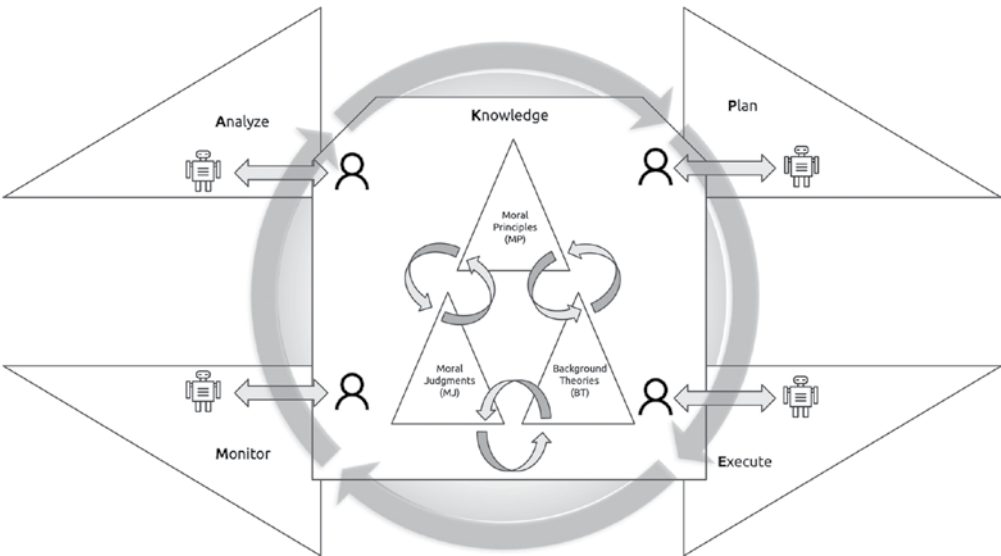 Analyze
Knowledge
Plan
Moral
Principles
(MP)
Moral
Judgments
(MJ)
Background
Theories
(BT)
Monitor
Execute